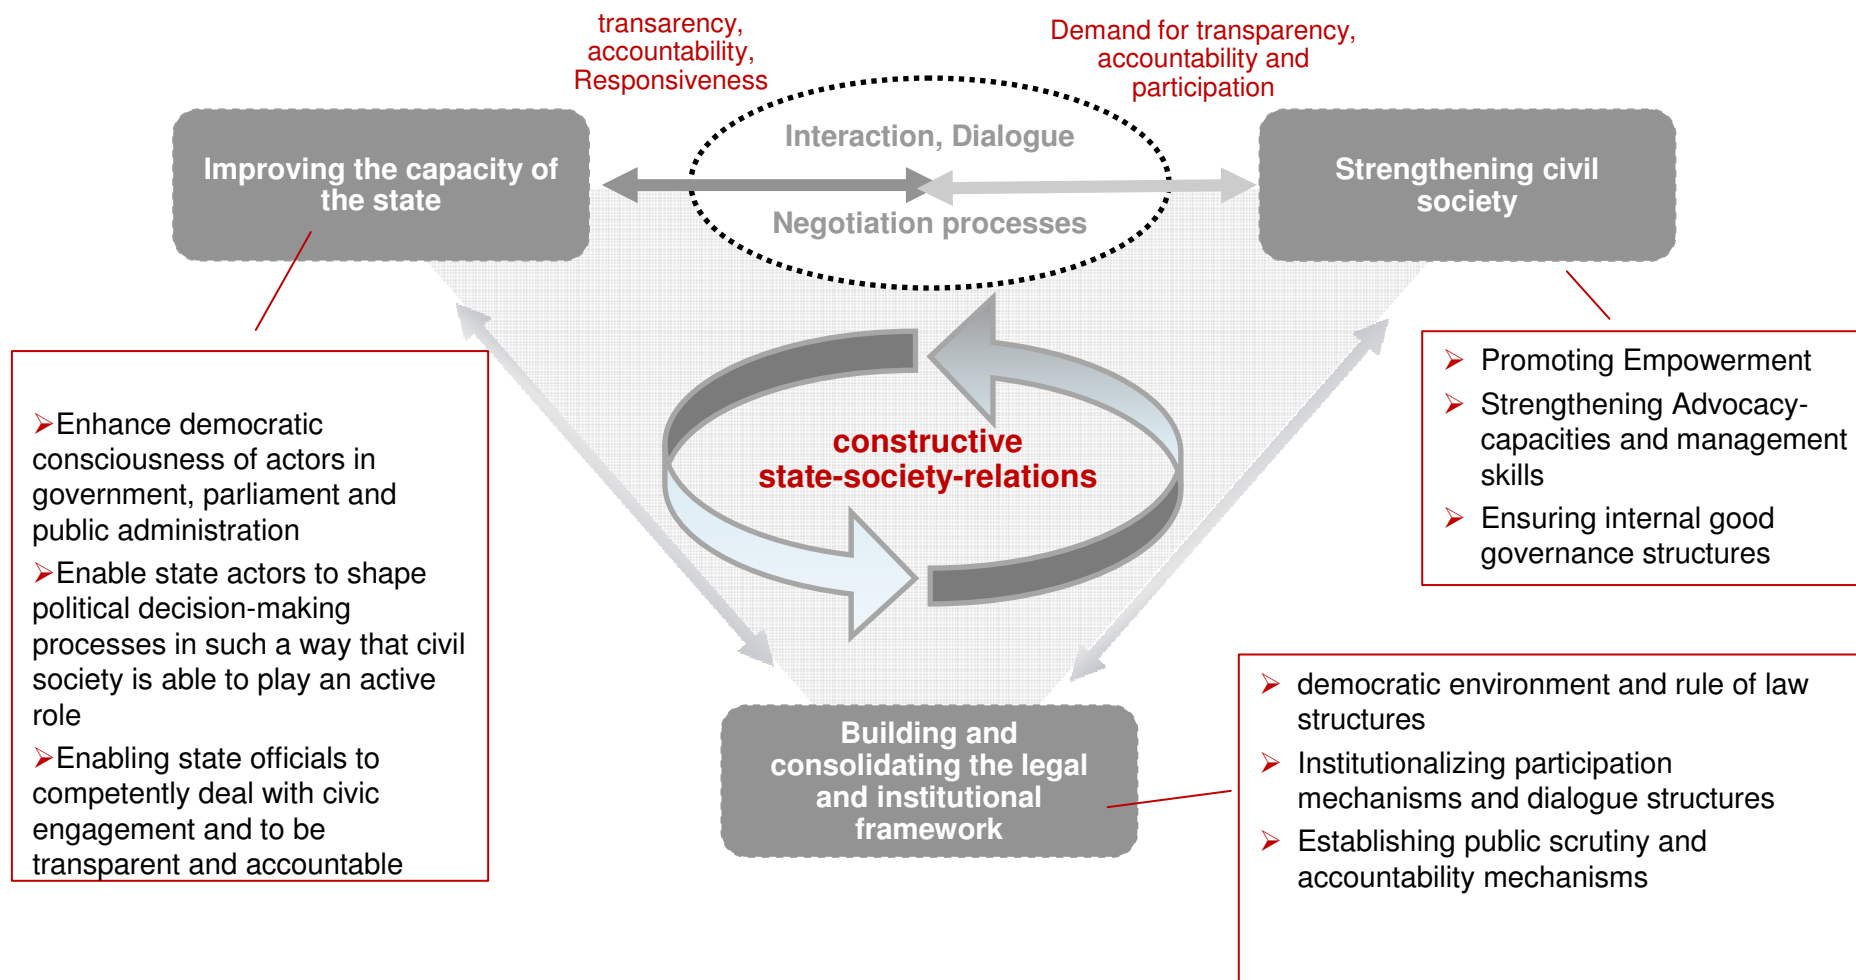 transarency,
accountability,
Responsiveness
Demand for transparency,
accountability and
participation
Improving the capacity of
the state
Interaction, Dialogue
Negotiation processes
Strengthening civil
society
constructive
state-society-relations
➢Enhance democratic
consciousness of actors in
government, parliament and
public administration
➢Enable state actors to shape
political decision-making
processes in such a way that civil
society is able to play an active
role
➢Enabling state officials to
competently deal with civic
engagement and to be
transparent and accountable
➢ Promoting Empowerment
➢ Strengthening Advocacy-
capacities and management
skills
➢ Ensuring internal good
governance structures
Building and
consolidating the legal
and institutional
framework
➢ democratic environment and rule of law
structures
➢ Institutionalizing participation
mechanisms and dialogue structures
➢ Establishing public scrutiny and
accountability mechanisms